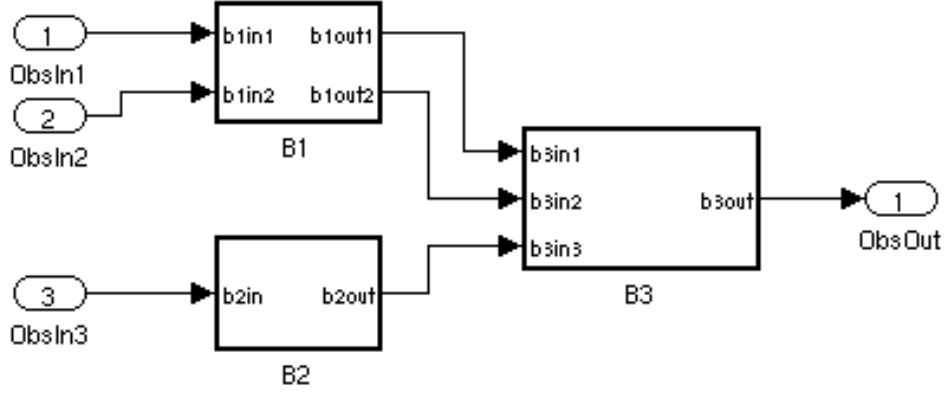 1
b1in1
b1out1
ObsIn1
2
b1in2
b1out2
ObsIn2
B1
b3in1
b3in2
b3out
1
b3in3
ObsOut
3
b2in
b2out
B3
ObsIn3
B2